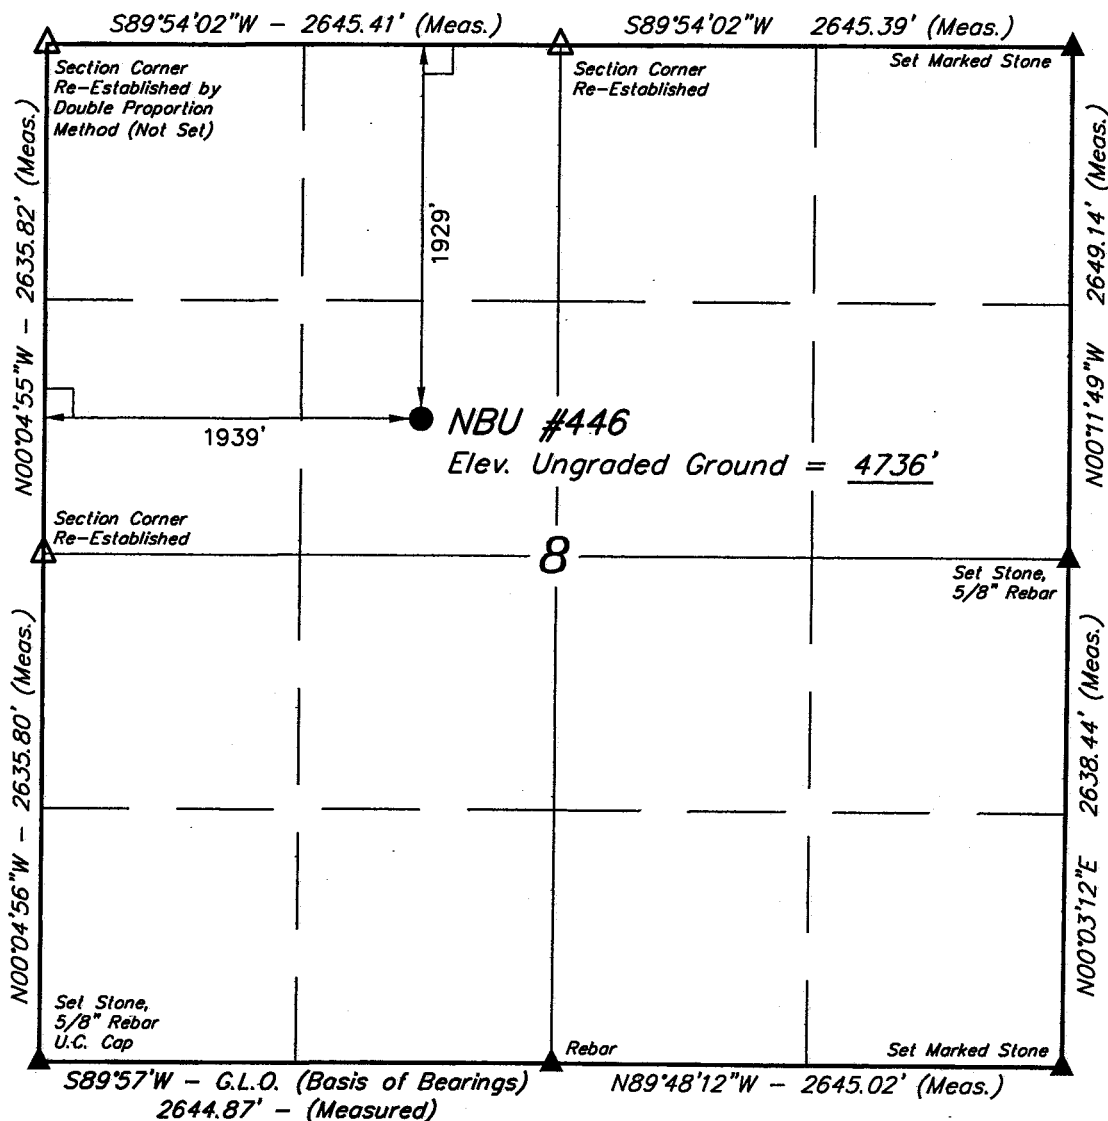 S89°54'02"W - 2645.41' (Meas.)
S89°54'02"W 2645.39' (Meas.)
Section Corner
Re-Established by
Double Proportion
Method (Not Set)
Section Corner
Re-Established
Set Marked Stone
N00°04'55"W - 2635.82' (Meas.)
1929'
N00°11'49"W 2649.14' (Meas.)
1939'
NBU #446
Elev. Ungraded Ground = 4736'
Section Corner
Re-Established
8
Set Stone,
5/8" Rebar
N00°04'56"W - 2635.80' (Meas.)
N00°03'12"E 2638.44' (Meas.)
Set Stone,
5/8" Rebar
U.C. Cap
Rebar
Set Marked Stone
S89°57'W - G.L.O. (Basis of Bearings)
2644.87' - (Measured)
N89°48'12"W - 2645.02' (Meas.)